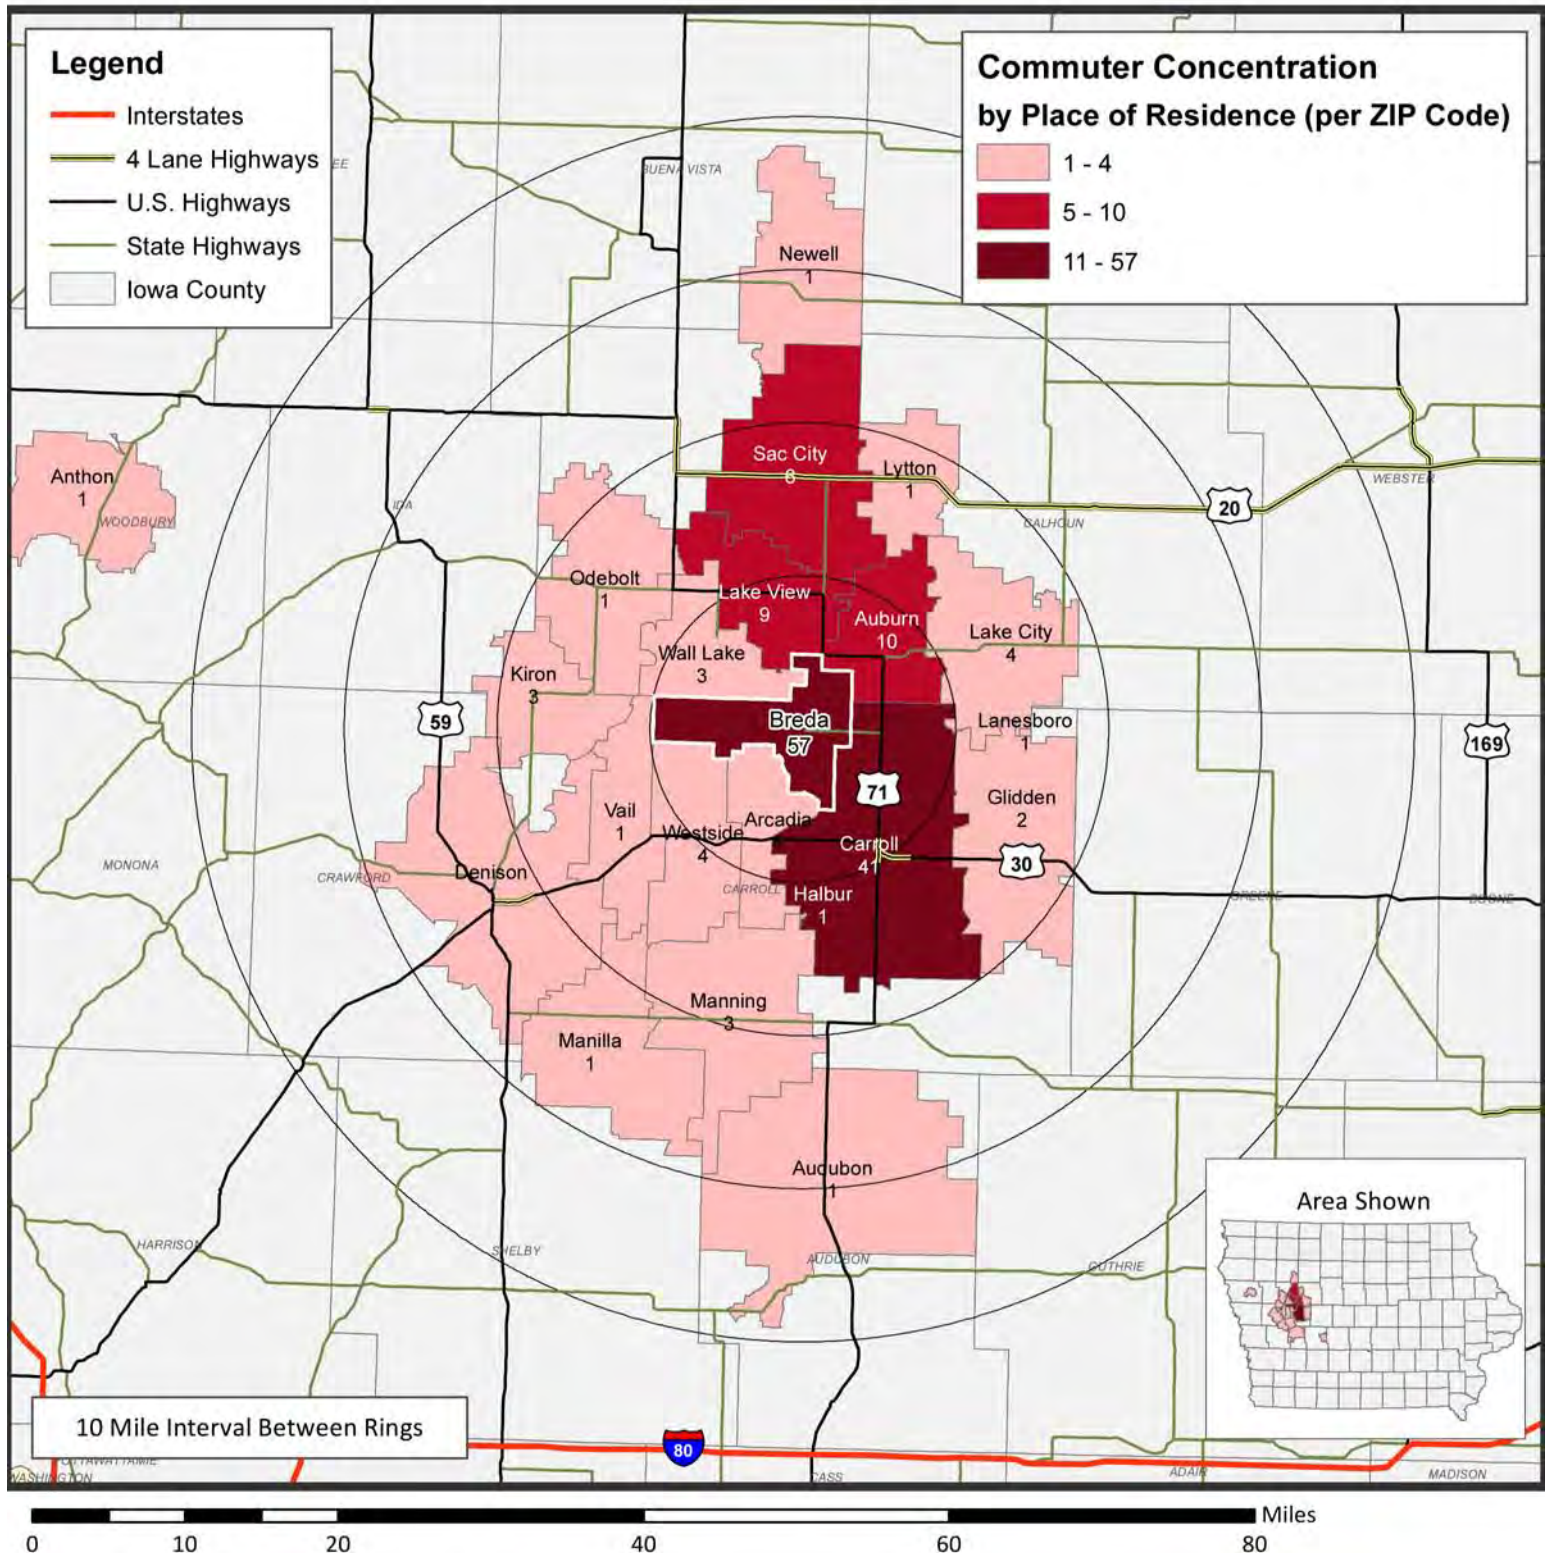 Legend
Interstates
4 Lane Highways
U.S. Highways
State Highways
Iowa County
Commuter Concentration
by Place of Residence (per ZIP Code)
1 - 4
5 - 10
11 - 57
EE
BUENA VISTA
Newell
1
Sac City
6
Lytton
1
Anthon
1
WOODBURY
IDA
20
WEBSTER
CALHOUN
Odebolt
1
Lake View
9
Auburn
10
Lake City
4
Wall Lake
3
Kiron
3
59
Breda
57
Lanesboro
1
169
71
Glidden
2
Vail
1
Arcadia
Westside
4
Carroll
41
30
MONONA
CRAWFORD
Denison
CARROLL
Halbur
1
GREENE
BOONE
Manning
3
Manilla
1
Audubon
1
HARRISON
SHELBY
AUDUBON
GUTHRIE
Area Shown
10 Mile Interval Between Rings
80
POTTAWATTAMIE
WASHINGTON
CASS
ADAIR
MADISON
Miles
0 10 20 40 60 80